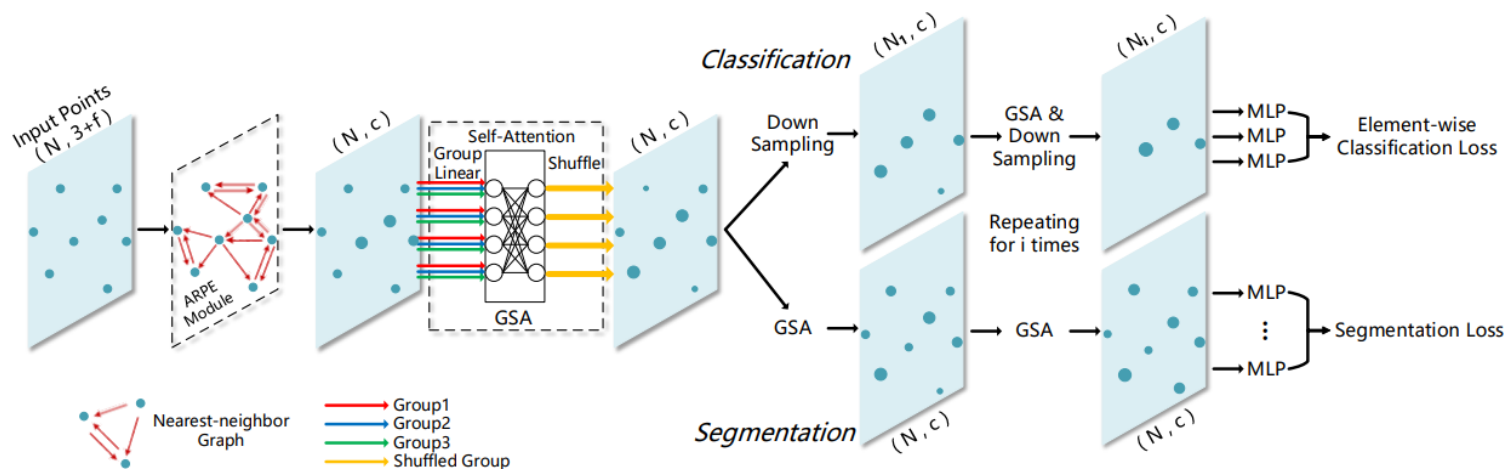 Input Points
(N, 3+f)
ARPE
Module
(N, c)
Self-Attention
Group
Linear
Shuffle
GSA
(N, c)
Classification
Down
Sampling
(N₁, c)
GSA &
Down
Sampling
(Nᵢ, c)
MLP
MLP
MLP
Element-wise
Classification Loss
Repeating
for i times
GSA
GSA
MLP
⋮
MLP
Segmentation Loss
Segmentation
(N, c)
(N, c)
Nearest-neighbor
Graph
Group1
Group2
Group3
Shuffled Group